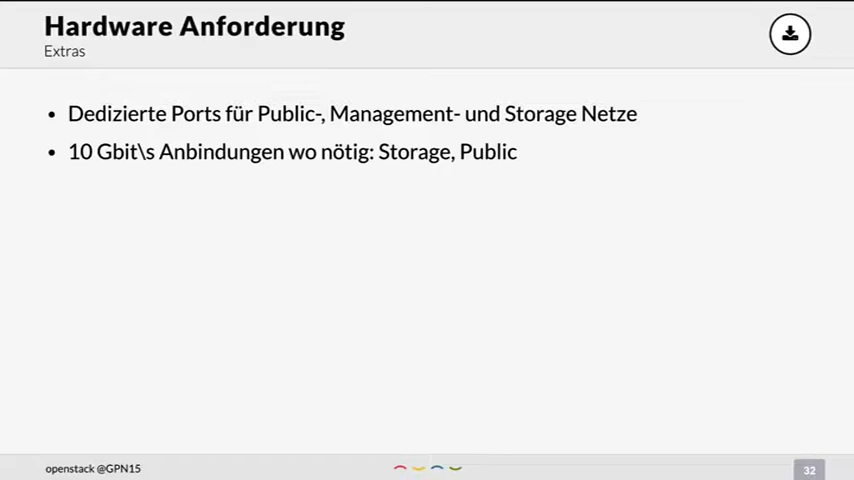 Hardware Anforderung
Extras
• Dedizierte Ports für Public-, Management- und Storage Netze
• 10 Gbit\s Anbindungen wo nötig: Storage, Public
openstack @GPN15
32